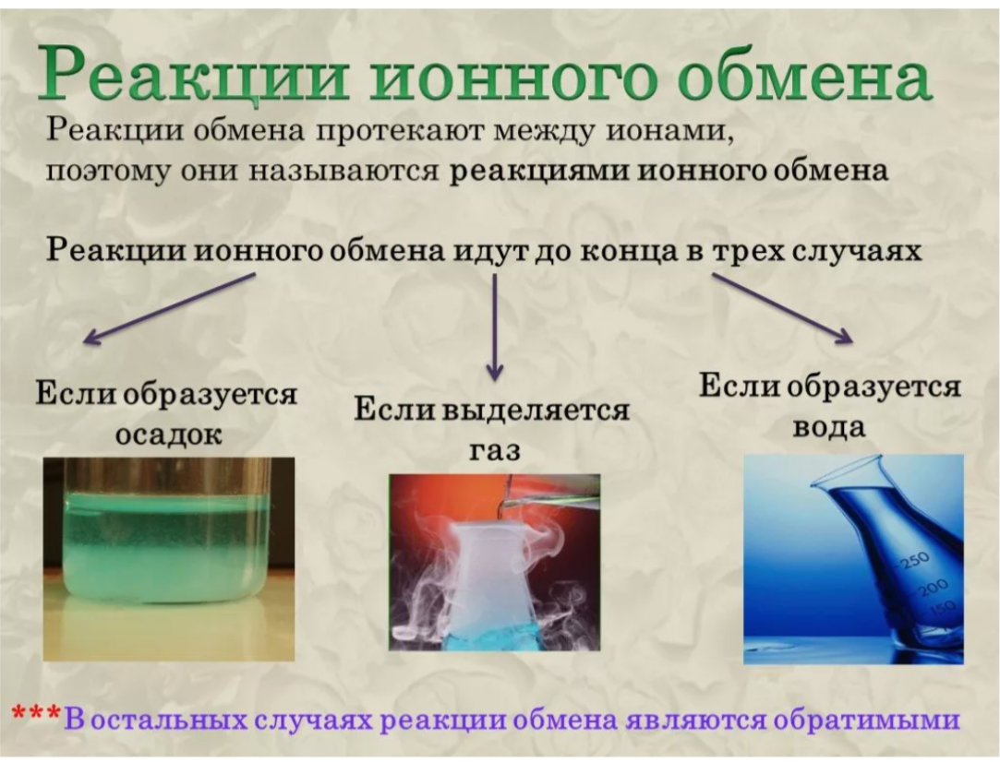 Реакции ионного обмена
Реакции обмена протекают между ионами,
поэтому они называются реакциями ионного обмена
Реакции ионного обмена идут до конца в трех случаях
Если образуется
осадок
Если выделяется
газ
Если образуется
вода
250
200
150
***В остальных случаях реакции обмена являются обратимыми